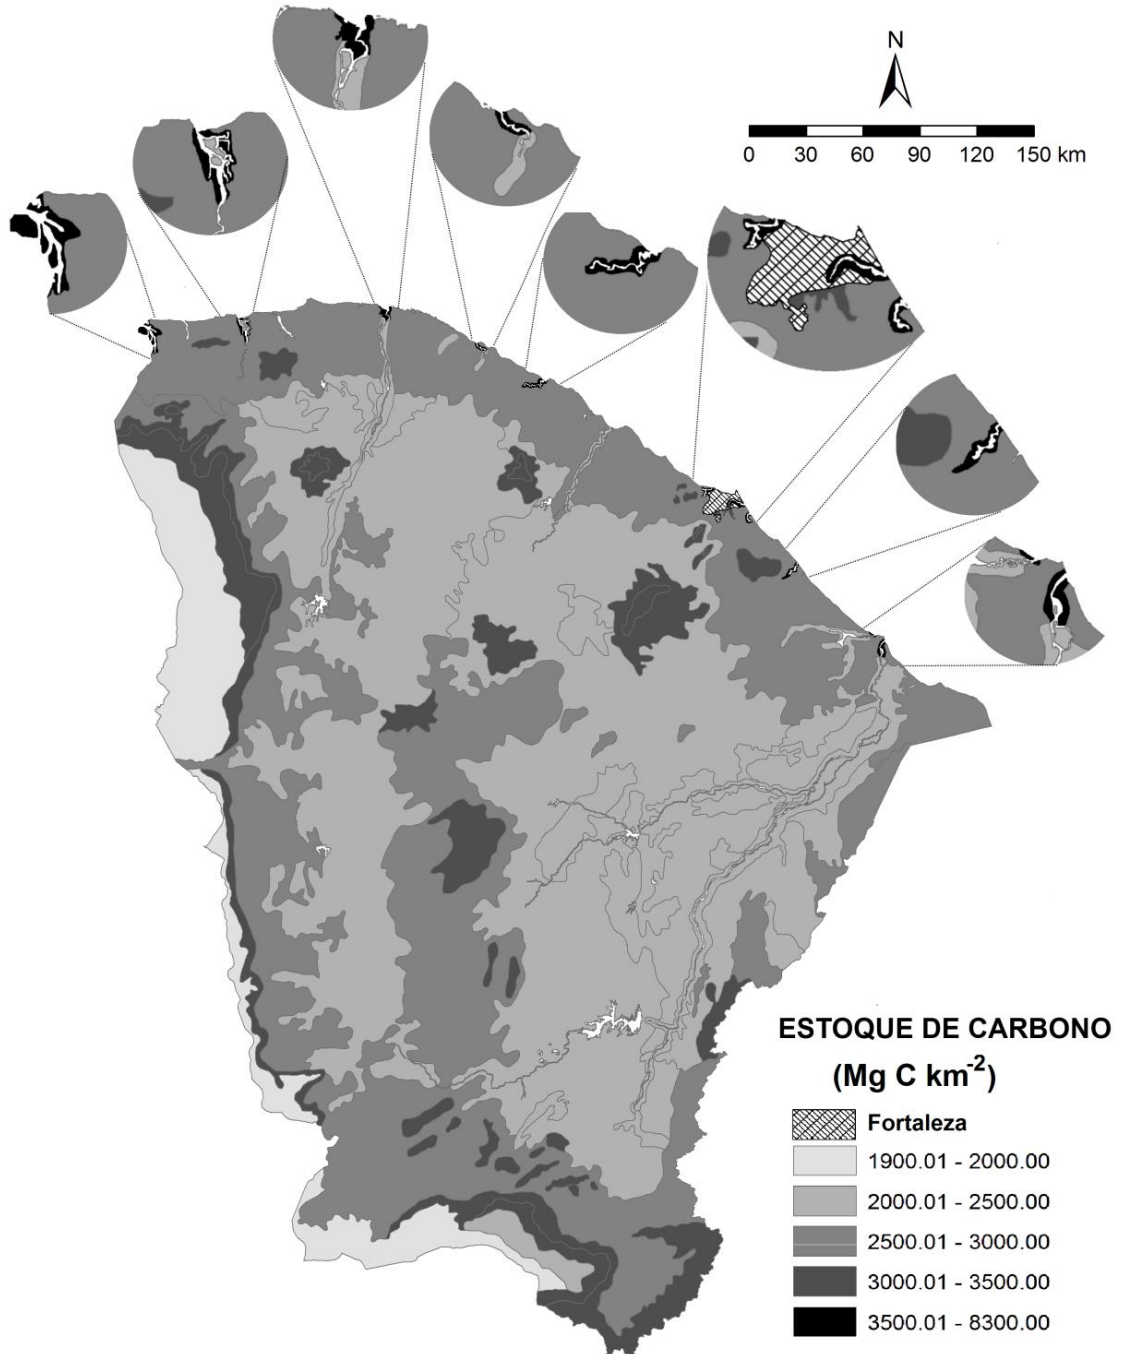 N
0 30 60 90 120 150 km
ESTOQUE DE CARBONO
(Mg C km⁻²)
Fortaleza
1900.01 - 2000.00
2000.01 - 2500.00
2500.01 - 3000.00
3000.01 - 3500.00
3500.01 - 8300.00